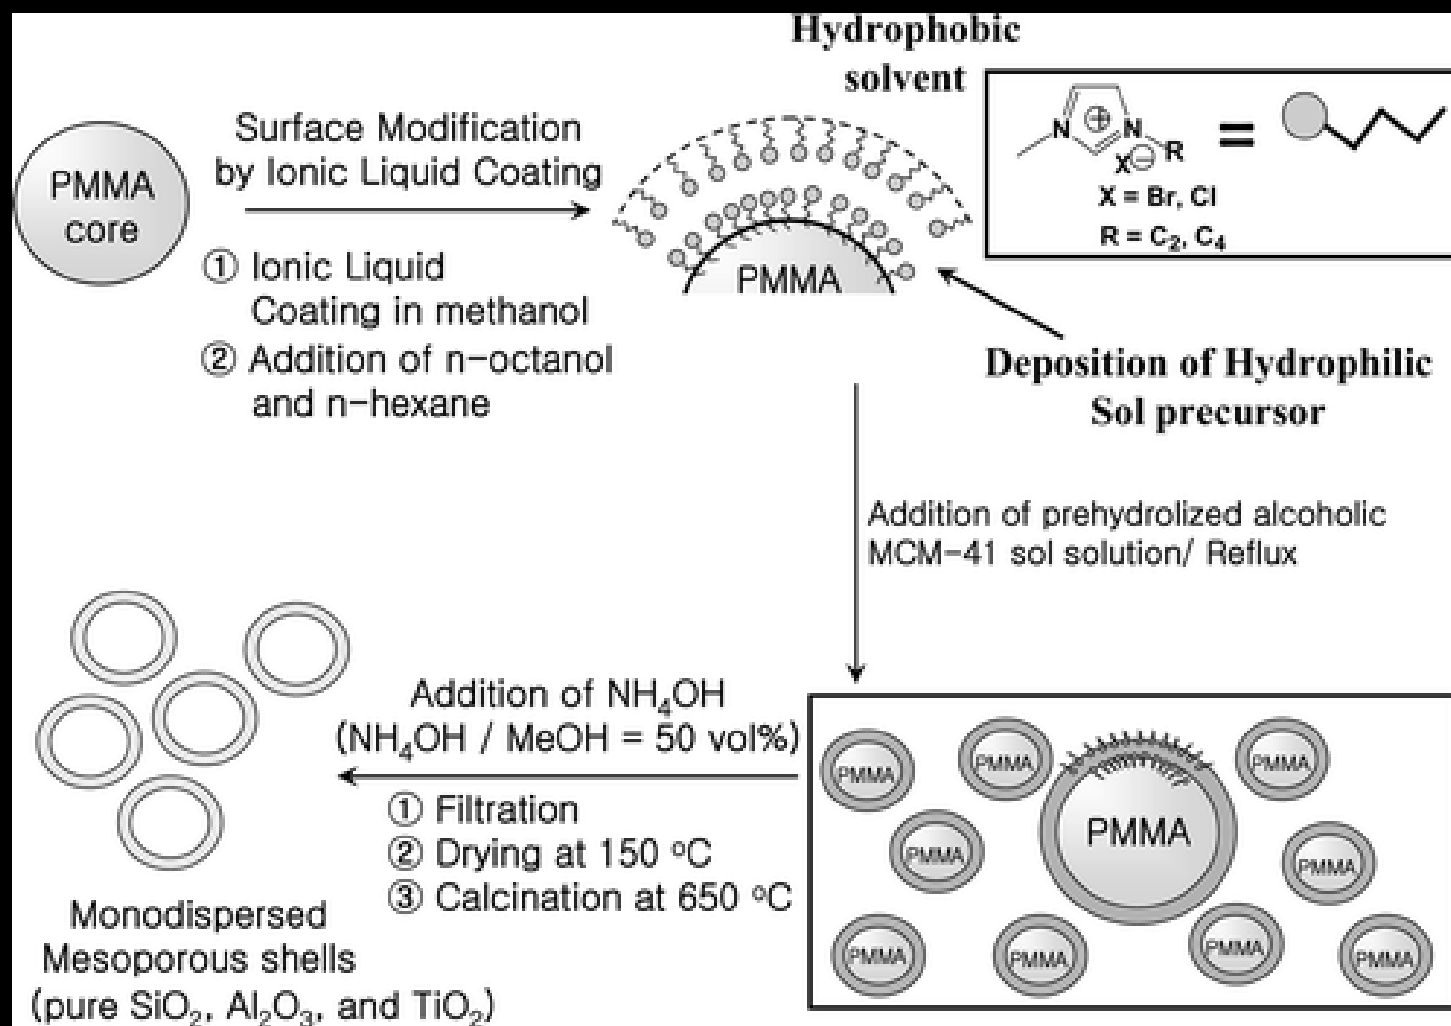 Hydrophobic
solvent
PMMA
core
Surface Modification
by Ionic Liquid Coating
① Ionic Liquid
Coating in methanol
② Addition of n-octanol
and n-hexane
PMMA
N
⊕
N
R
X⊖
=
X = Br, Cl
R = C₂, C₄
Deposition of Hydrophilic
Sol precursor
Addition of prehydrolized alcoholic
MCM-41 sol solution/ Reflux
Addition of NH₄OH
(NH₄OH / MeOH = 50 vol%)
① Filtration
② Drying at 150 ºC
③ Calcination at 650 ºC
Monodispersed
Mesoporous shells
(pure SiO₂, Al₂O₃, and TiO₂)
PMMA
PMMA
PMMA
PMMA
PMMA
PMMA
PMMA
PMMA
PMMA
PMMA